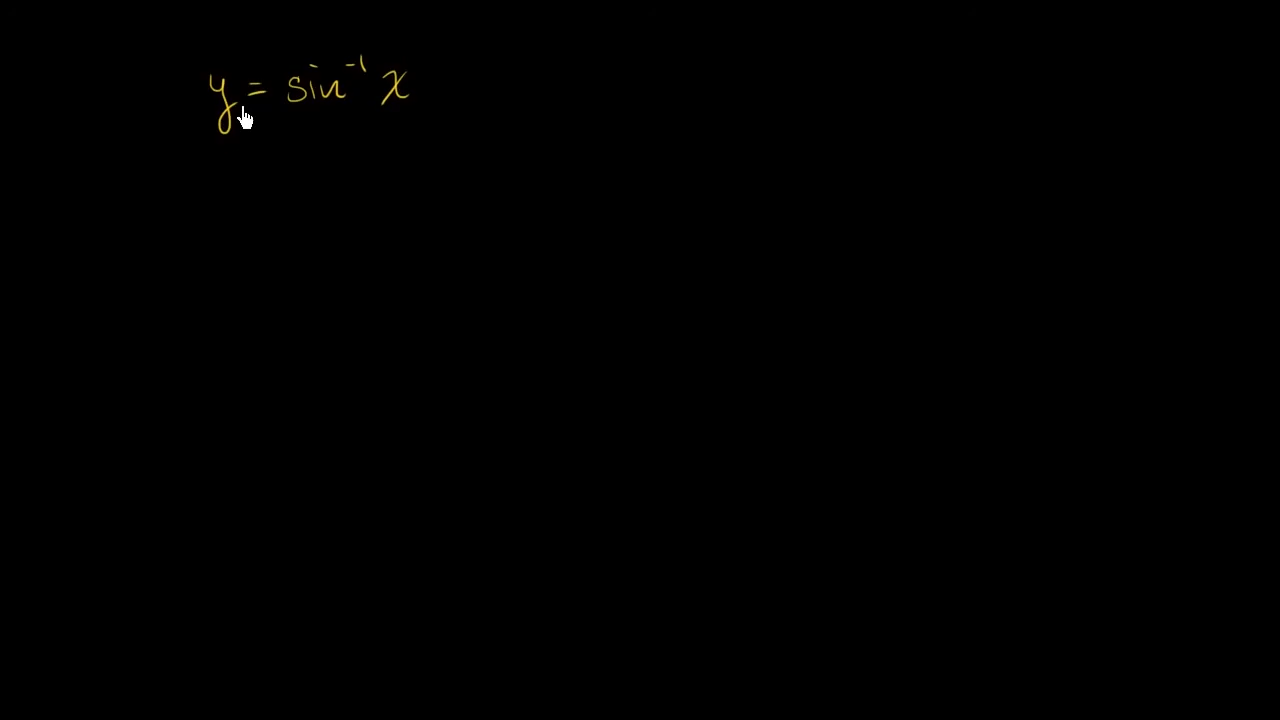 y = sin⁻¹ x